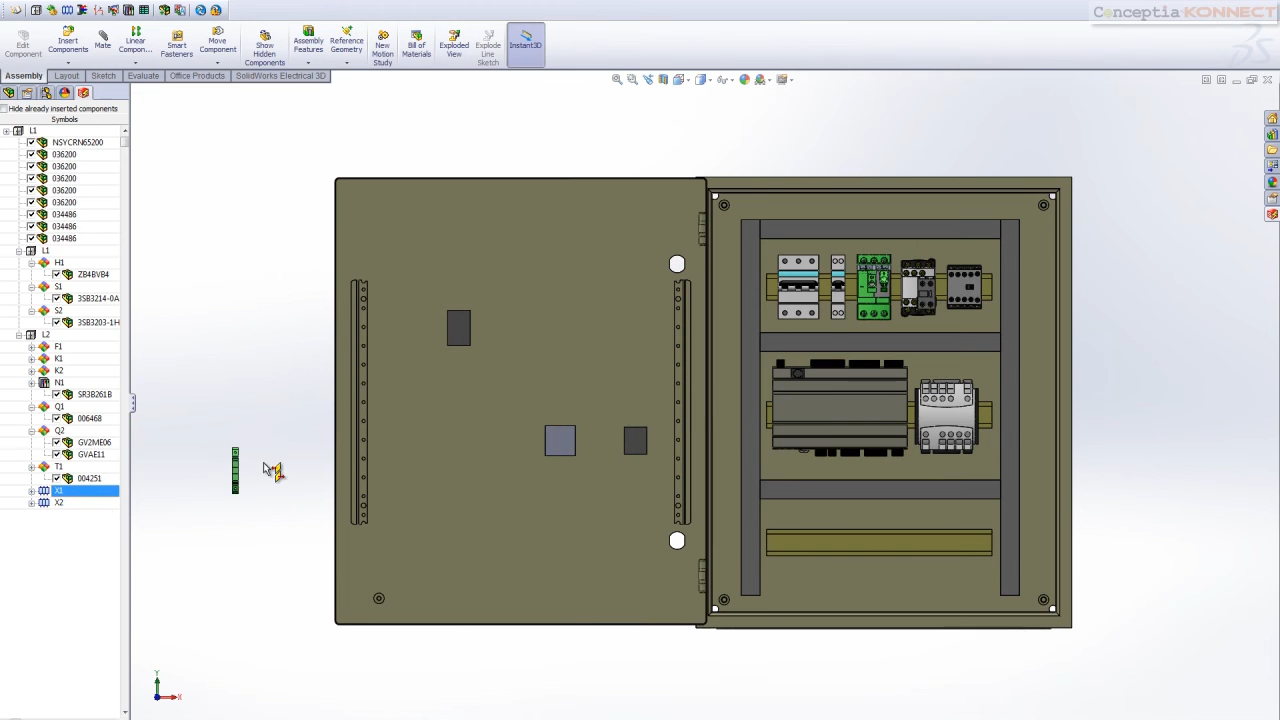 Conceptia-KONNECT
Edit Component
Insert Components
Mate
Linear Compon...
Smart Fasteners
Move Component
Show Hidden Components
Assembly Features
Reference Geometry
New Motion Study
Bill of Materials
Exploded View
Explode Line Sketch
Instant3D
Assembly Layout Sketch Evaluate Office Products SolidWorks Electrical 3D
Hide already inserted components
Symbols
L1
NSYCRN65200
036200
036200
036200
036200
036200
034486
034486
034486
L1
H1
ZB4BVB4
S1
3SB3214-0A
S2
3SB3203-1H
L2
F1
K1
K2
N1
SR3B261B
Q1
006468
Q2
GV2ME06
GVAE11
T1
004251
X1
X2
Y
X